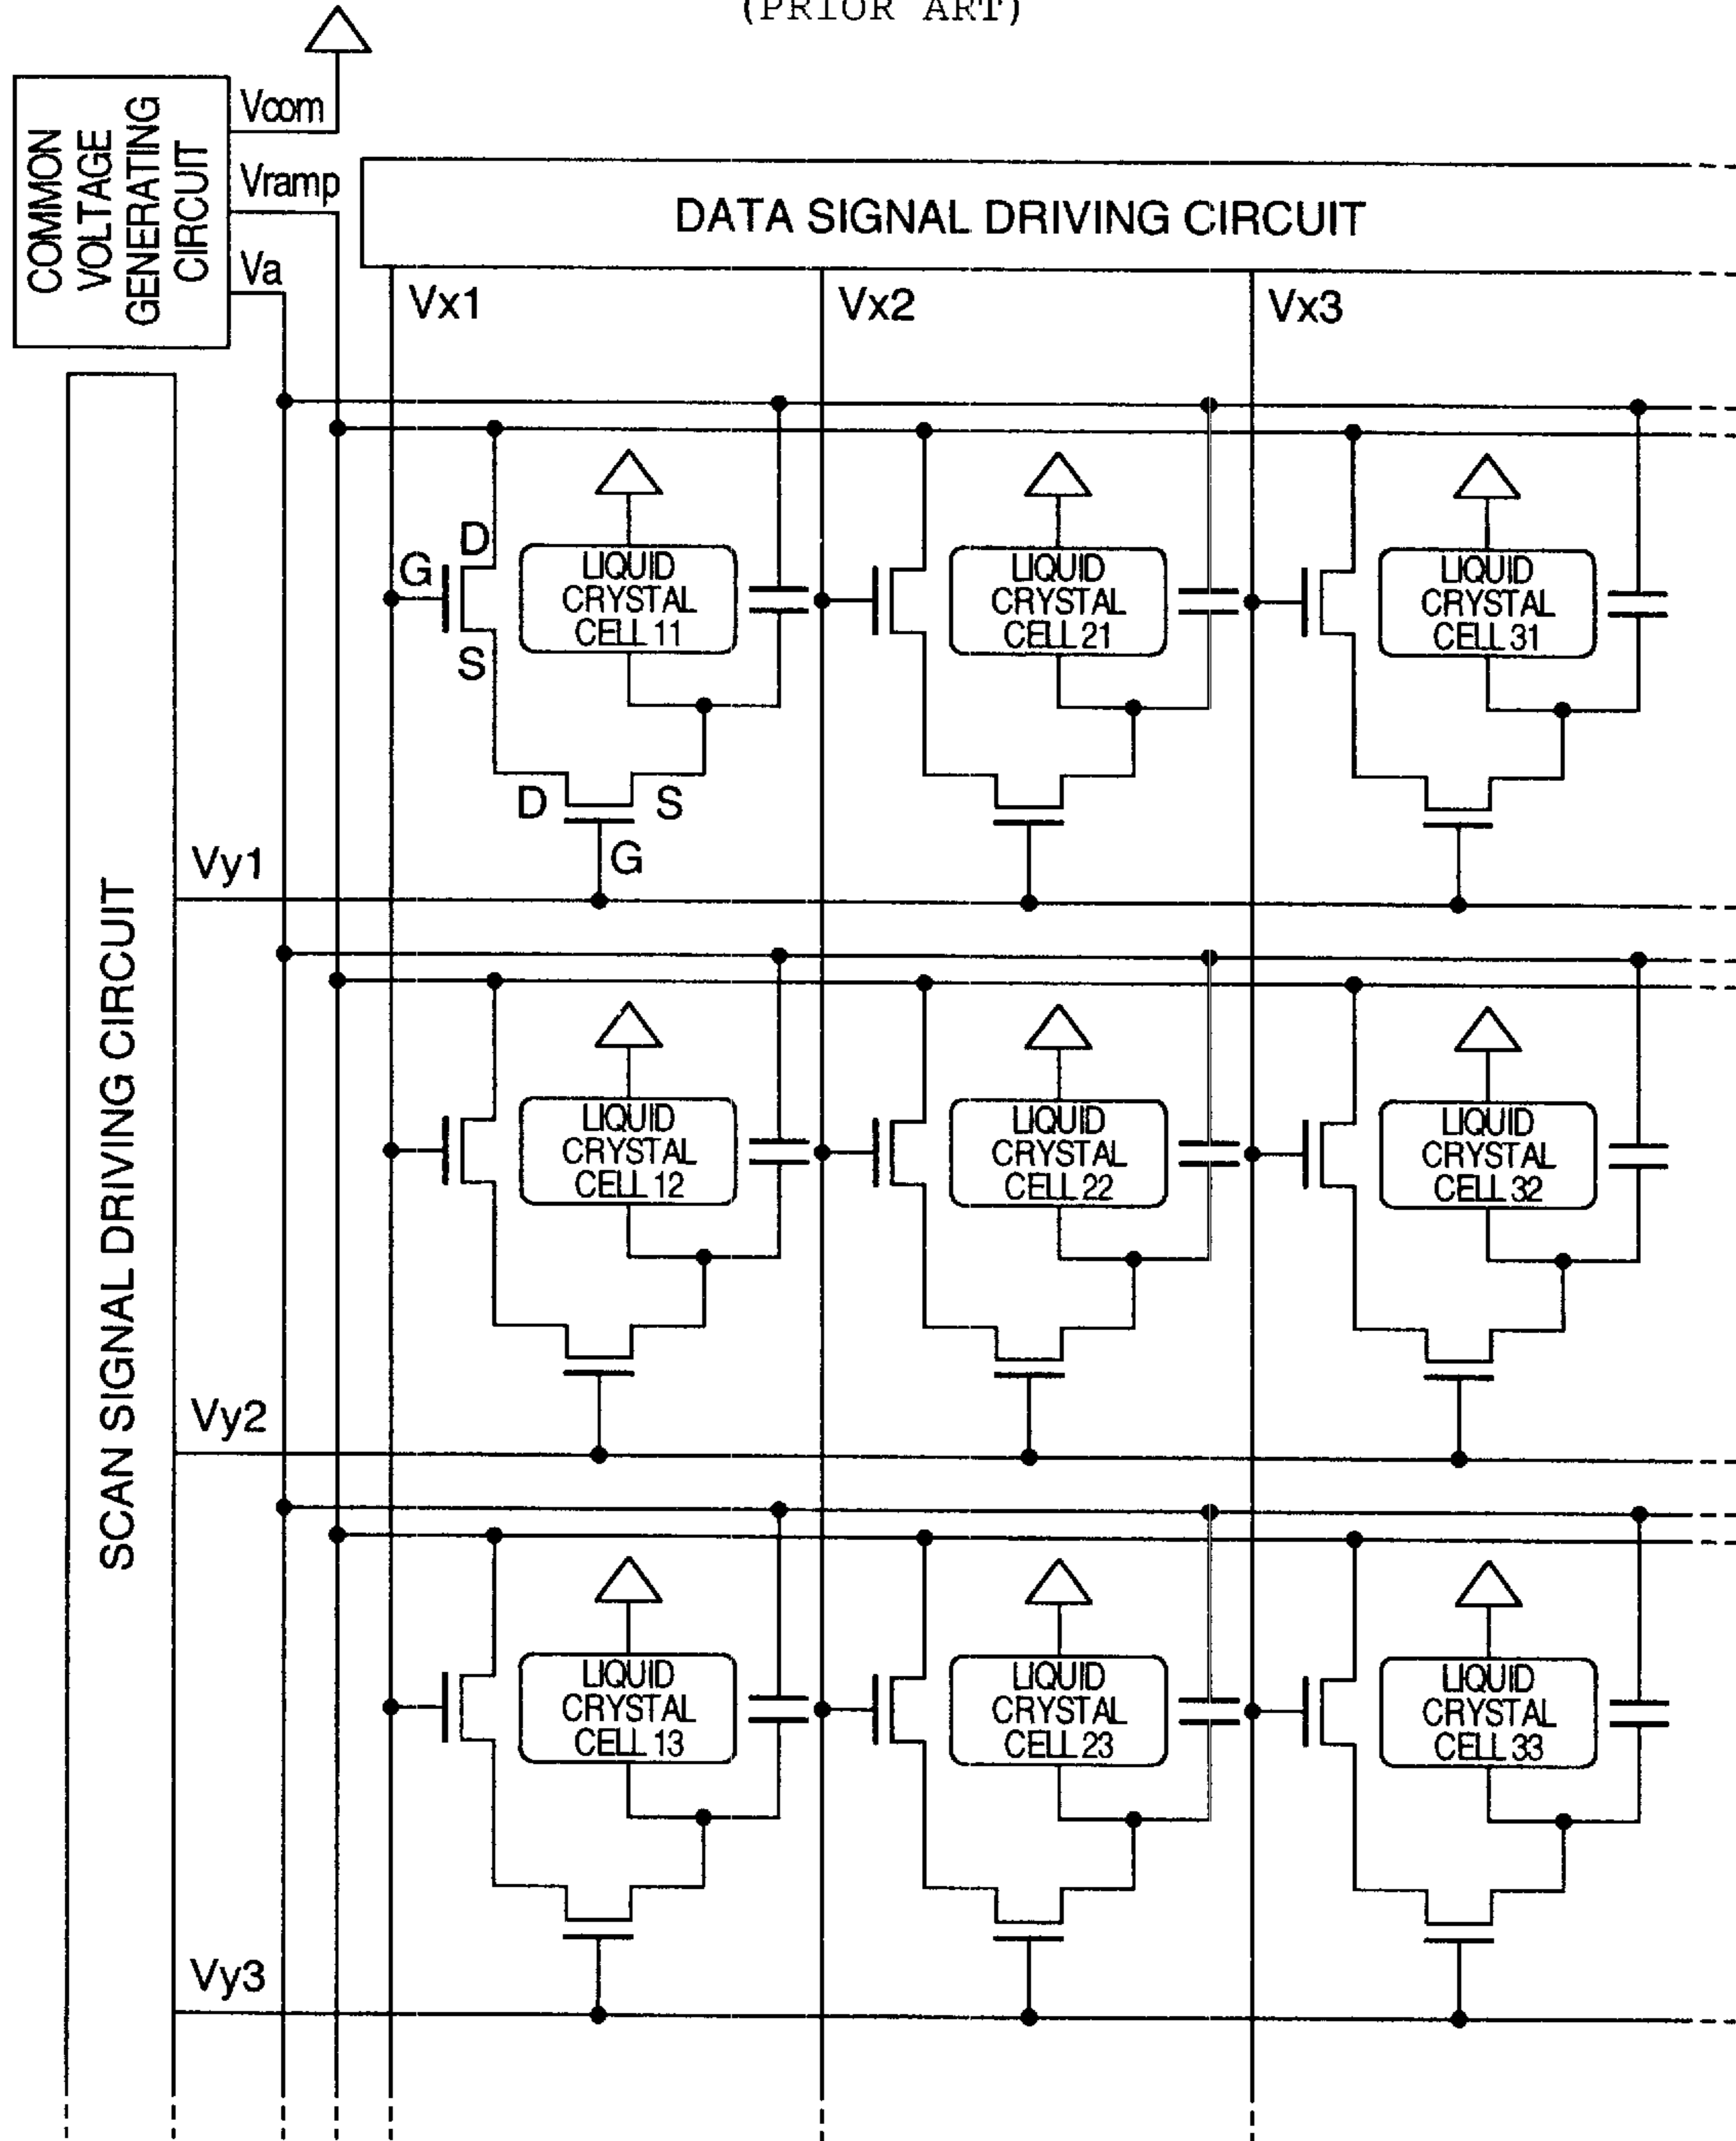 (PRIOR ART)
COMMON
VOLTAGE
GENERATING
CIRCUIT
Vcom
Vramp
Va
DATA SIGNAL DRIVING CIRCUIT
Vx1
Vx2
Vx3
SCAN SIGNAL DRIVING CIRCUIT
G
D
S
LIQUID
CRYSTAL
CELL 11
LIQUID
CRYSTAL
CELL 21
LIQUID
CRYSTAL
CELL 31
D
S
G
Vy1
LIQUID
CRYSTAL
CELL 12
LIQUID
CRYSTAL
CELL 22
LIQUID
CRYSTAL
CELL 32
Vy2
LIQUID
CRYSTAL
CELL 13
LIQUID
CRYSTAL
CELL 23
LIQUID
CRYSTAL
CELL 33
Vy3